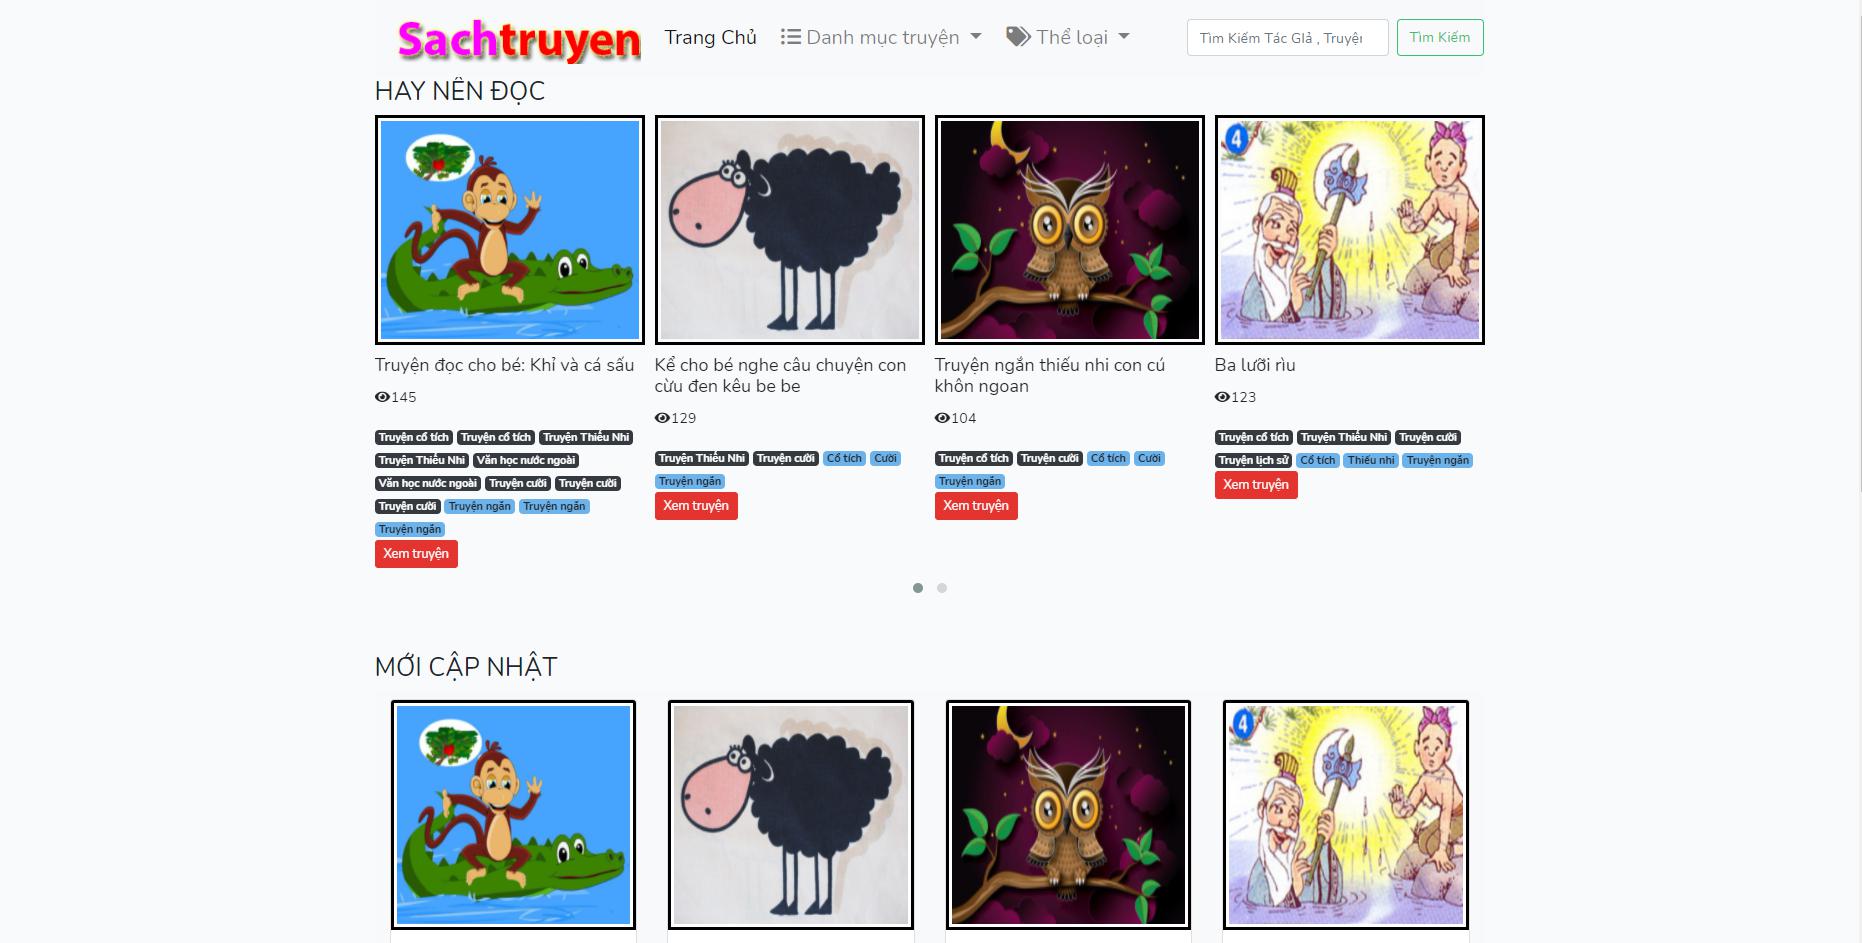 Sachtruyen Trang Chủ Danh mục truyện Thể loại Tìm Kiếm Tác GIả , Truyệr Tìm Kiếm
HAY NÊN ĐỌC
4
Truyện đọc cho bé: Khỉ và cá sấu
145
Truyện cổ tích Truyện cổ tích Truyện Thiếu Nhi
Truyện Thiếu Nhi Văn học nước ngoài
Văn học nước ngoài Truyện cười Truyện cười
Truyện cười Truyện ngắn Truyện ngắn
Truyện ngắn
Xem truyện
Kể cho bé nghe câu chuyện con
cừu đen kêu be be
129
Truyện Thiếu Nhi Truyện cười Cổ tích Cười
Truyện ngắn
Xem truyện
Truyện ngắn thiếu nhi con cú
khôn ngoan
104
Truyện cổ tích Truyện cười Cổ tích Cười
Truyện ngắn
Xem truyện
Ba lưỡi rìu
123
Truyện cổ tích Truyện Thiếu Nhi Truyện cười
Truyện lịch sử Cổ tích Thiếu nhi Truyện ngắn
Xem truyện
MỚI CẬP NHẬT
4